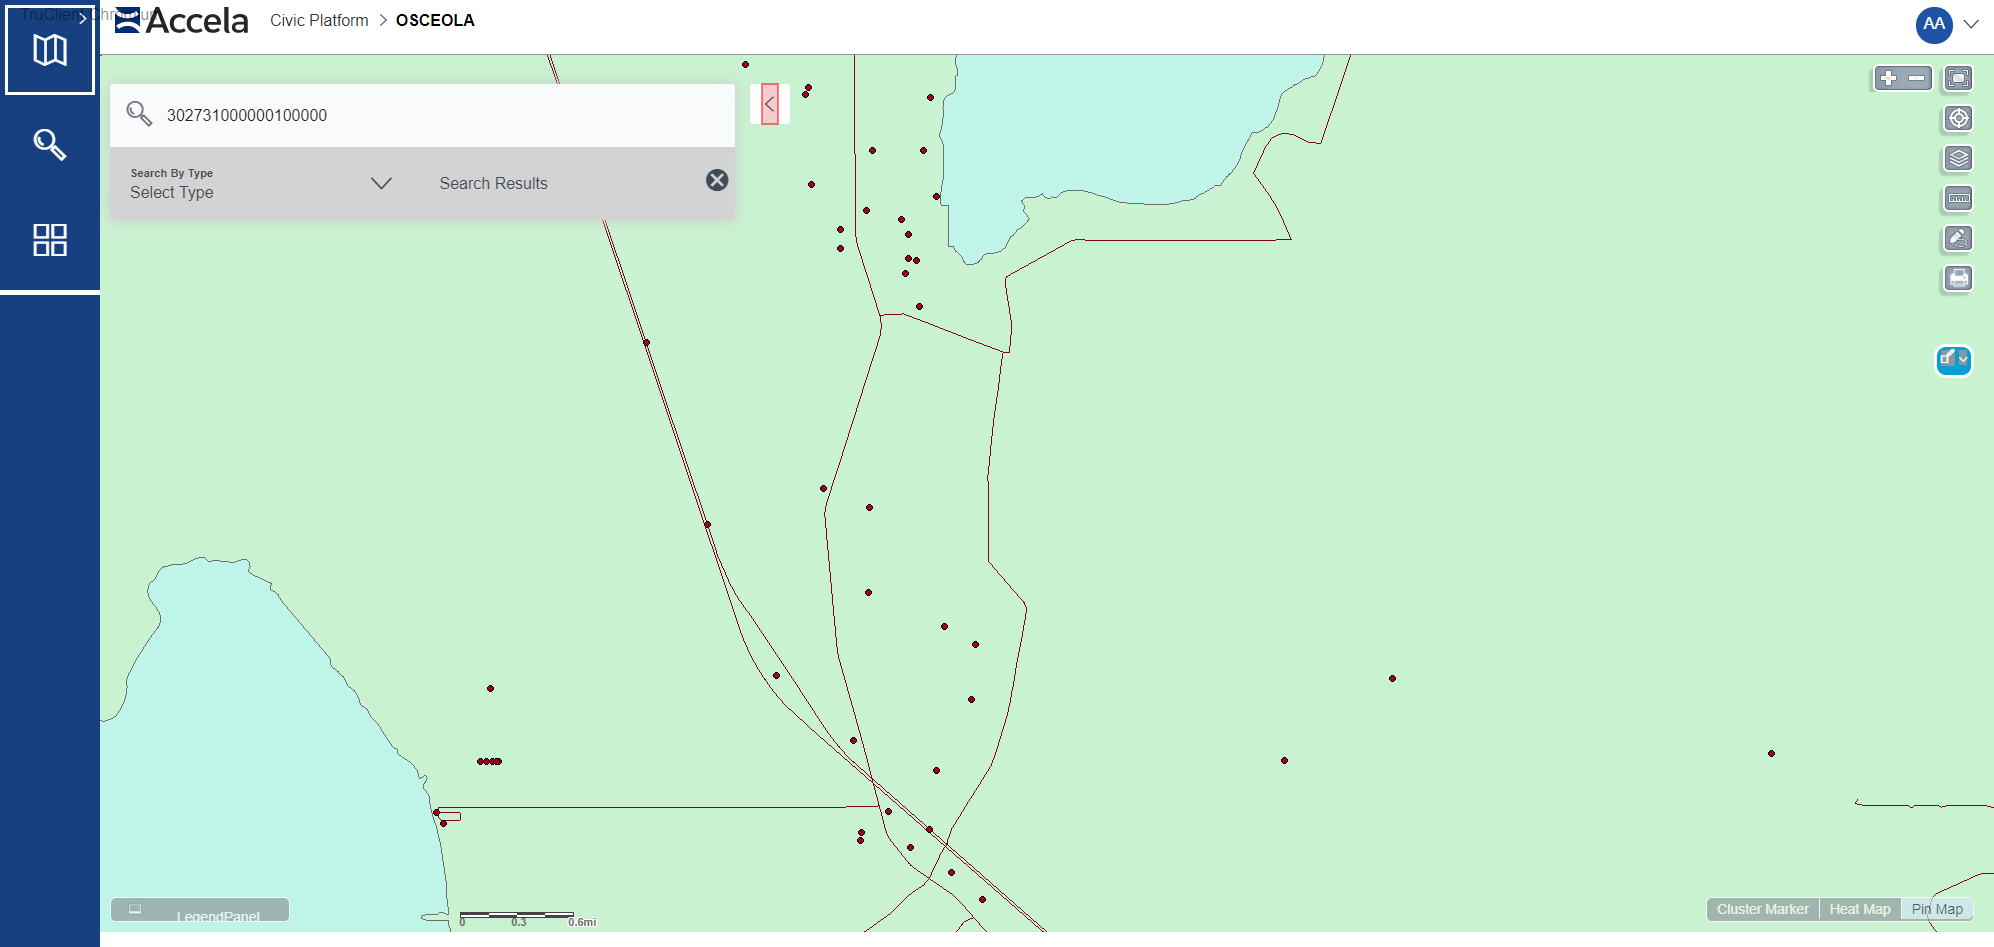 TruClient Chromium
Accela
Civic Platform > OSCEOLA
AA
302731000000100000
Search By Type
Select Type
Search Results
LegendPanel
0 0.3 0.6mi
Cluster Marker Heat Map Pin Map